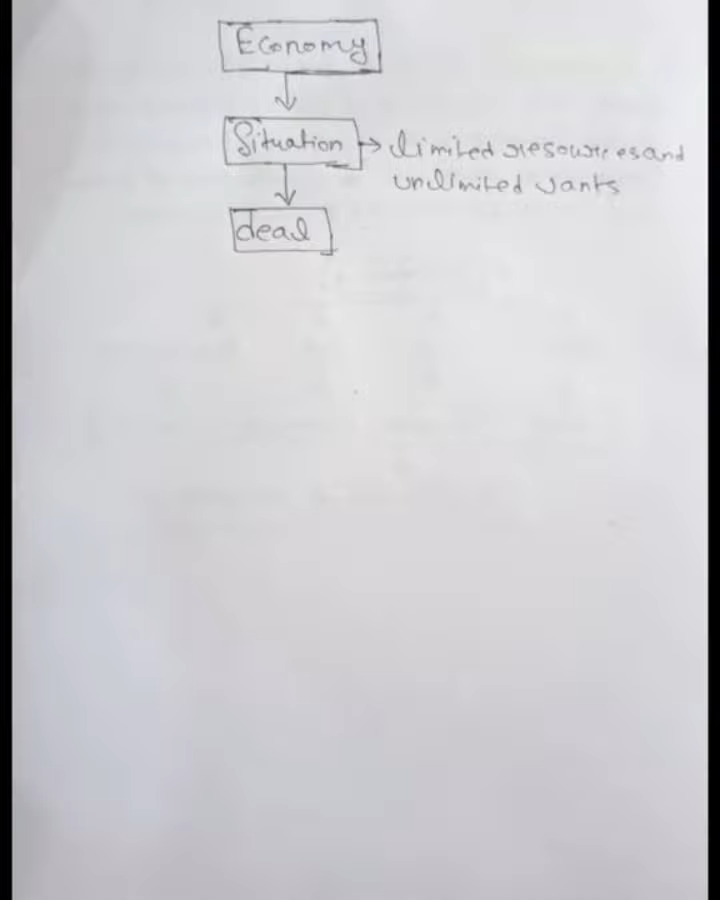 Economy
Situation → limited resources and
unlimited wants
deal